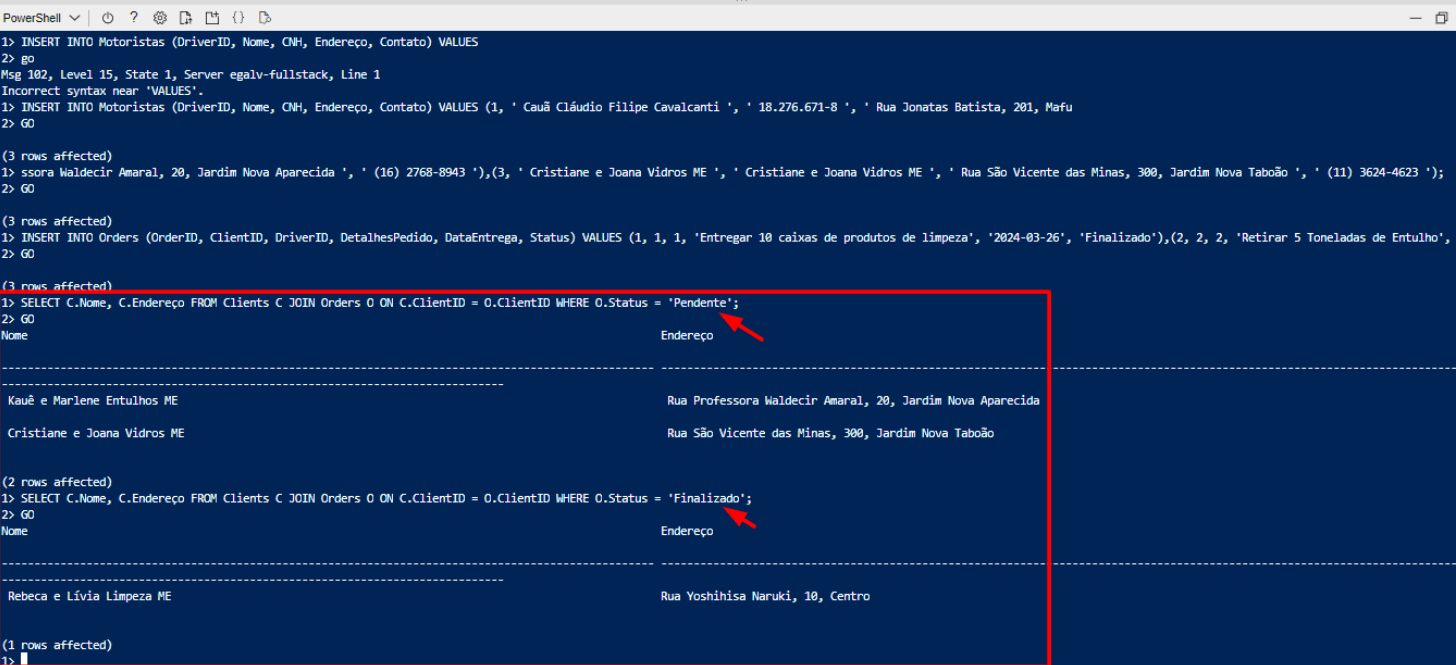 PowerShell
1> INSERT INTO Motoristas (DriverID, Nome, CNH, Endereço, Contato) VALUES
2> go
Msg 102, Level 15, State 1, Server egalv-fullstack, Line 1
Incorrect syntax near 'VALUES'.
1> INSERT INTO Motoristas (DriverID, Nome, CNH, Endereço, Contato) VALUES (1, ' Cauã Cláudio Filipe Cavalcanti ', ' 18.276.671-8 ', ' Rua Jonatas Batista, 201, Mafu
2> GO
(3 rows affected)
1> ssora Waldecir Amaral, 20, Jardim Nova Aparecida ', ' (16) 2768-8943 '),(3, ' Cristiane e Joana Vidros ME ', ' Cristiane e Joana Vidros ME ', ' Rua São Vicente das Minas, 300, Jardim Nova Taboão ', ' (11) 3624-4623 ');
2> GO
(3 rows affected)
1> INSERT INTO Orders (OrderID, ClientID, DriverID, DetalhesPedido, DataEntrega, Status) VALUES (1, 1, 1, 'Entregar 10 caixas de produtos de limpeza', '2024-03-26', 'Finalizado'),(2, 2, 2, 'Retirar 5 Toneladas de Entulho',
2> GO
(3 rows affected)
1> SELECT C.Nome, C.Endereço FROM Clients C JOIN Orders O ON C.ClientID = O.ClientID WHERE O.Status = 'Pendente';
2> GO
Nome Endereço
Kauê e Marlene Entulhos ME Rua Professora Waldecir Amaral, 20, Jardim Nova Aparecida
Cristiane e Joana Vidros ME Rua São Vicente das Minas, 300, Jardim Nova Taboão
(2 rows affected)
1> SELECT C.Nome, C.Endereço FROM Clients C JOIN Orders O ON C.ClientID = O.ClientID WHERE O.Status = 'Finalizado';
2> GO
Nome Endereço
Rebeca e Lívia Limpeza ME Rua Yoshihisa Naruki, 10, Centro
(1 rows affected)
1>